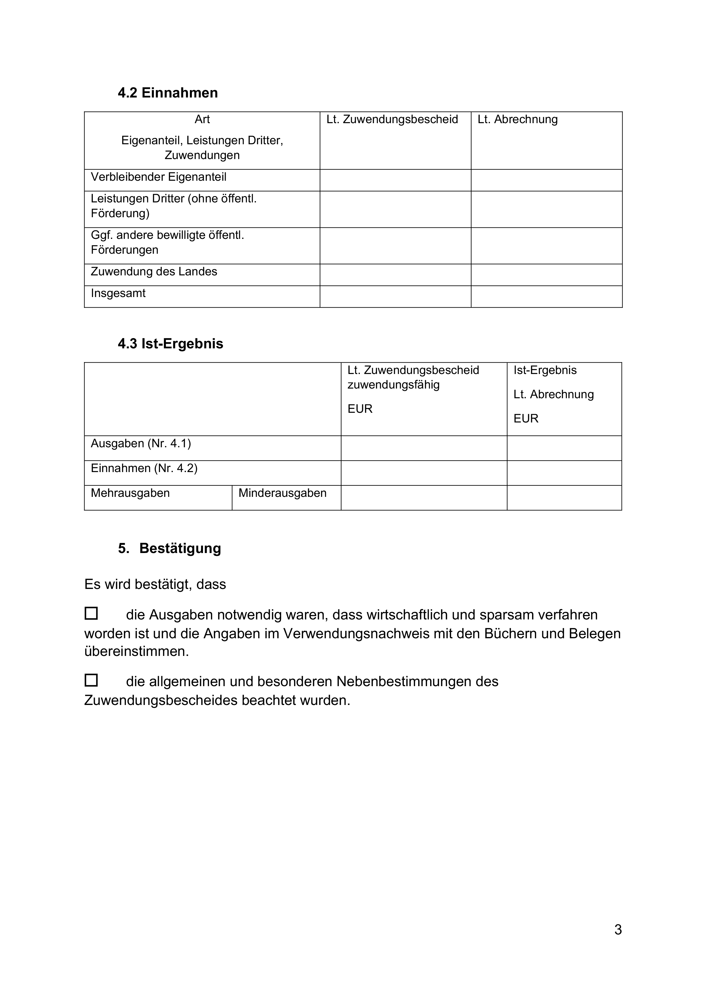 4.2 Einnahmen
Art
Lt. Zuwendungsbescheid
Lt. Abrechnung
Eigenanteil, Leistungen Dritter,
Zuwendungen
Verbleibender Eigenanteil
Leistungen Dritter (ohne öffentl.
Förderung)
Ggf. andere bewilligte öffentl.
Förderungen
Zuwendung des Landes
Insgesamt
4.3 Ist-Ergebnis
Lt. Zuwendungsbescheid
zuwendungsfähig
EUR
Ist-Ergebnis
Lt. Abrechnung
EUR
Ausgaben (Nr. 4.1)
Einnahmen (Nr. 4.2)
Mehrausgaben
Minderausgaben
5. Bestätigung
Es wird bestätigt, dass
☐ die Ausgaben notwendig waren, dass wirtschaftlich und sparsam verfahren
worden ist und die Angaben im Verwendungsnachweis mit den Büchern und Belegen
übereinstimmen.
☐ die allgemeinen und besonderen Nebenbestimmungen des
Zuwendungsbescheides beachtet wurden.
3